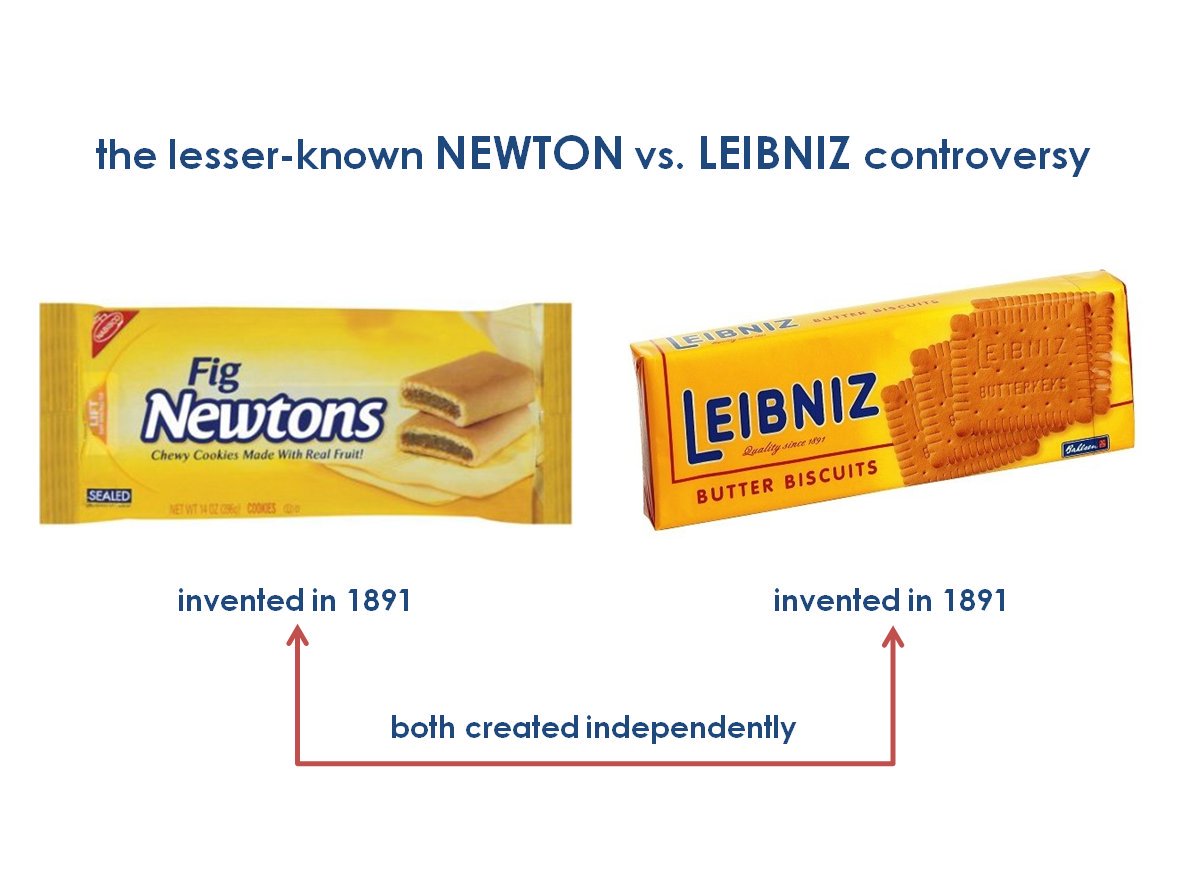 the lesser-known NEWTON vs. LEIBNIZ controversy
NABISCO
Fig
Newtons
Chewy Cookies Made With Real Fruit!
LIFT
SEALED
NET WT 14 OZ (396g) COOKIES
LEIBNIZ BUTTER BISCUITS
LEIBNIZ
Quality since 1891
BUTTER BISCUITS
LEIBNIZ
BUTTERKEKS
Bahlsen
invented in 1891
invented in 1891
both created independently